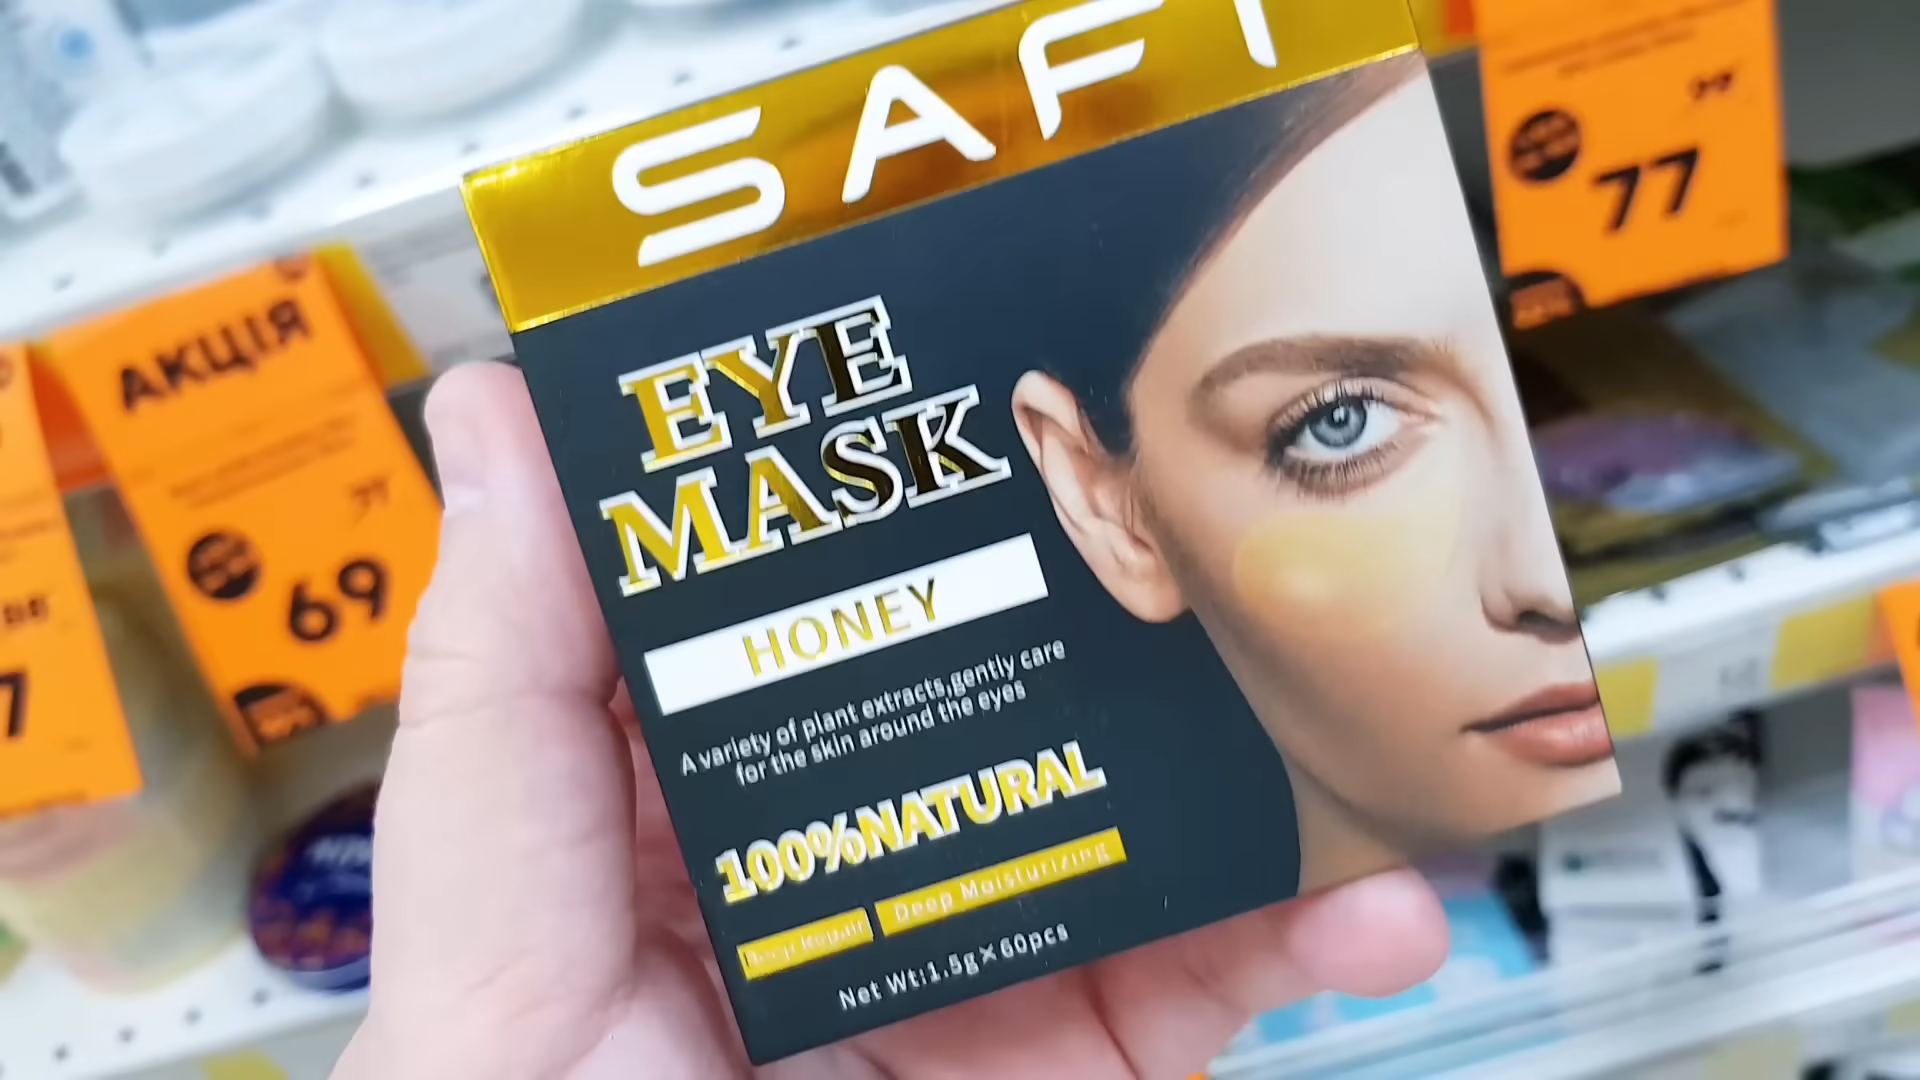 SAFI
EYE
MASK
HONEY
A variety of plant extracts,gently care
for the skin around the eyes
100%NATURAL
Deep Repair
Deep Moisturizing
Net Wt:1.5g×60pcs
АКЦІЯ
69
77